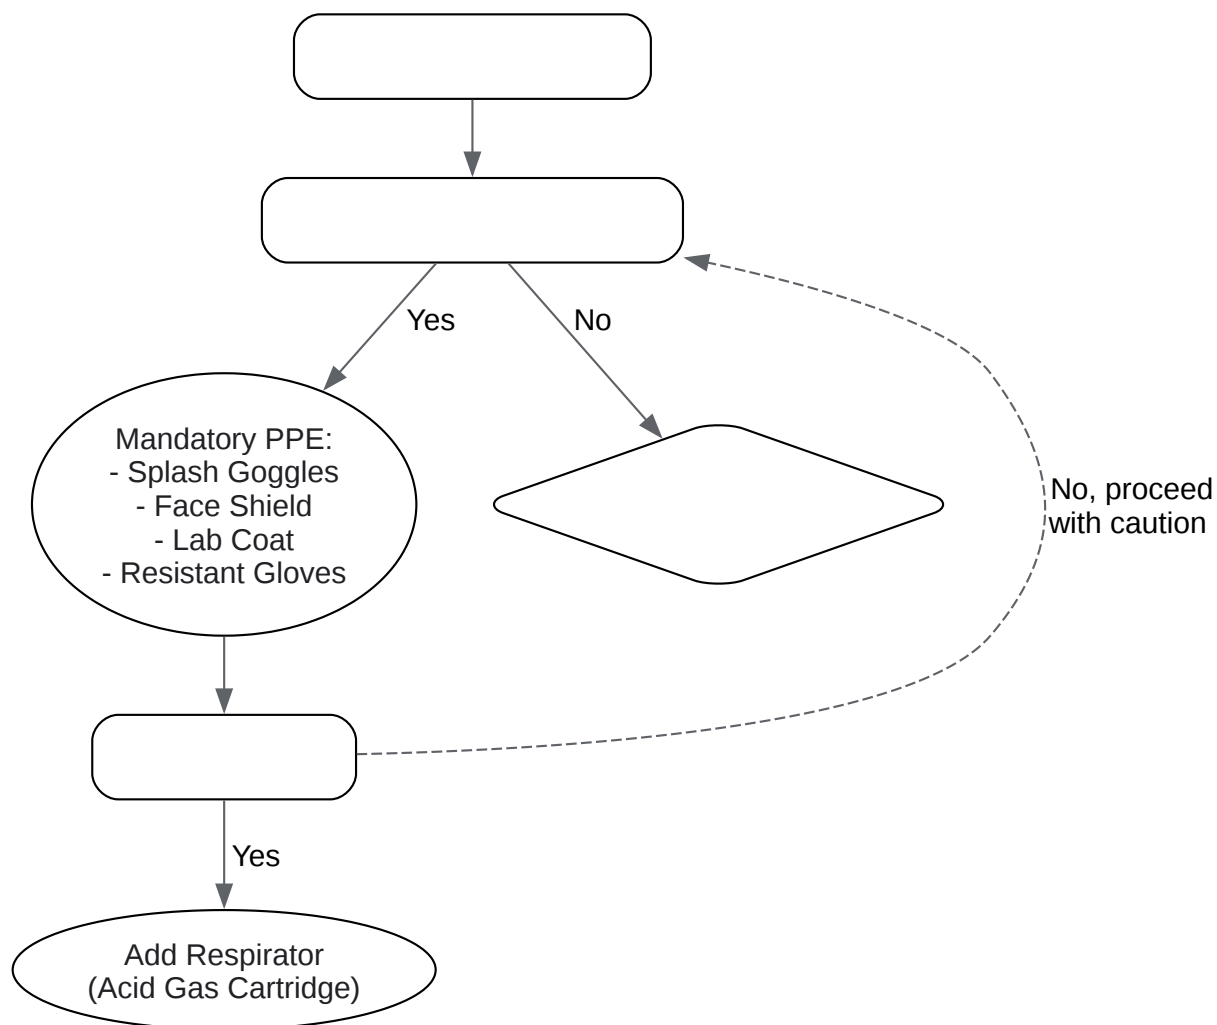 Yes
No
Mandatory PPE:
- Splash Goggles
- Face Shield
- Lab Coat
- Resistant Gloves
No, proceed
with caution
Yes
Add Respirator
(Acid Gas Cartridge)